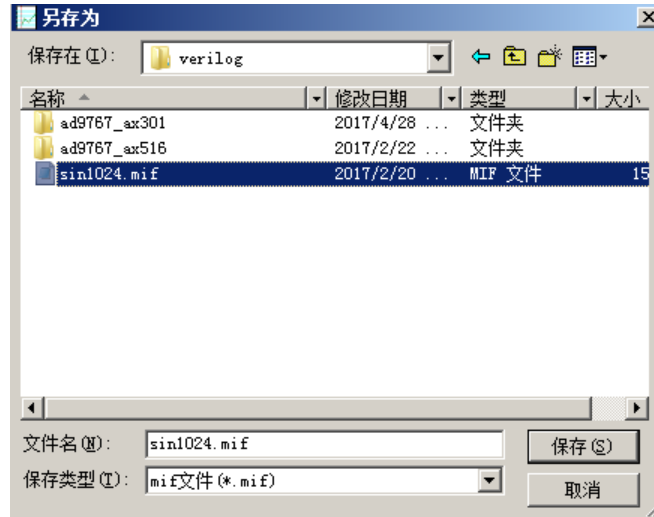 另存为
保存在(I): verilog
名称 修改日期 类型 大小
ad9767_ax301 2017/4/28 ... 文件夹
ad9767_ax516 2017/2/22 ... 文件夹
sin1024.mif 2017/2/20 ... MIF 文件 15
文件名(N): sin1024.mif 保存(S)
保存类型(T): mif文件(*.mif) 取消